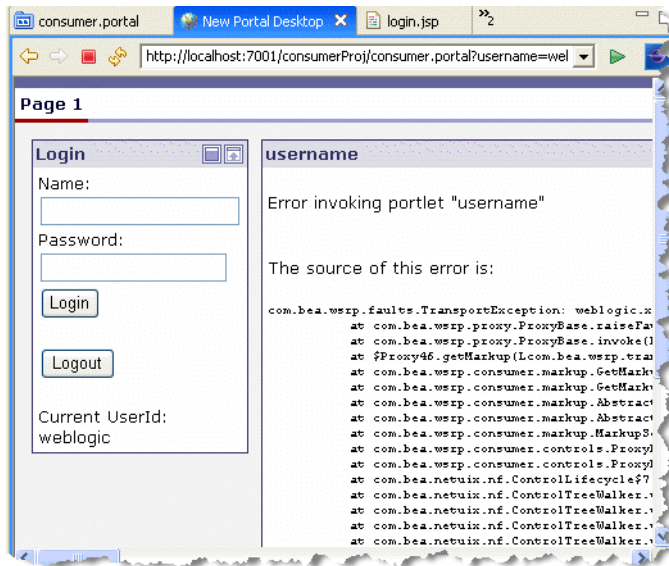 consumer.portal
New Portal Desktop
login.jsp
2
http://localhost:7001/consumerProj/consumer.portal?username=wel
Page 1
Login
Name:
Password:
Login
Logout
Current UserId:
weblogic
username
Error invoking portlet "username"
The source of this error is:
com.bea.wsrp.faults.TransportException: weblogic.x
at com.bea.wsrp.proxy.ProxyBase.raiseFau
at com.bea.wsrp.proxy.ProxyBase.invoke(
at $Proxy46.getMarkup(Lcom.bea.wsrp.tran
at com.bea.wsrp.consumer.markup.GetMarku
at com.bea.wsrp.consumer.markup.GetMarku
at com.bea.wsrp.consumer.markup.Abstract
at com.bea.wsrp.consumer.markup.Abstract
at com.bea.wsrp.consumer.markup.MarkupS
at com.bea.wsrp.consumer.controls.Proxy
at com.bea.wsrp.consumer.controls.Proxy
at com.bea.netuix.nf.ControlLifecycle$7
at com.bea.netuix.nf.ControlTreeWalker.
at com.bea.netuix.nf.ControlTreeWalker.
at com.bea.netuix.nf.ControlTreeWalker.
at com.bea.netuix.nf.ControlTreeWalker.